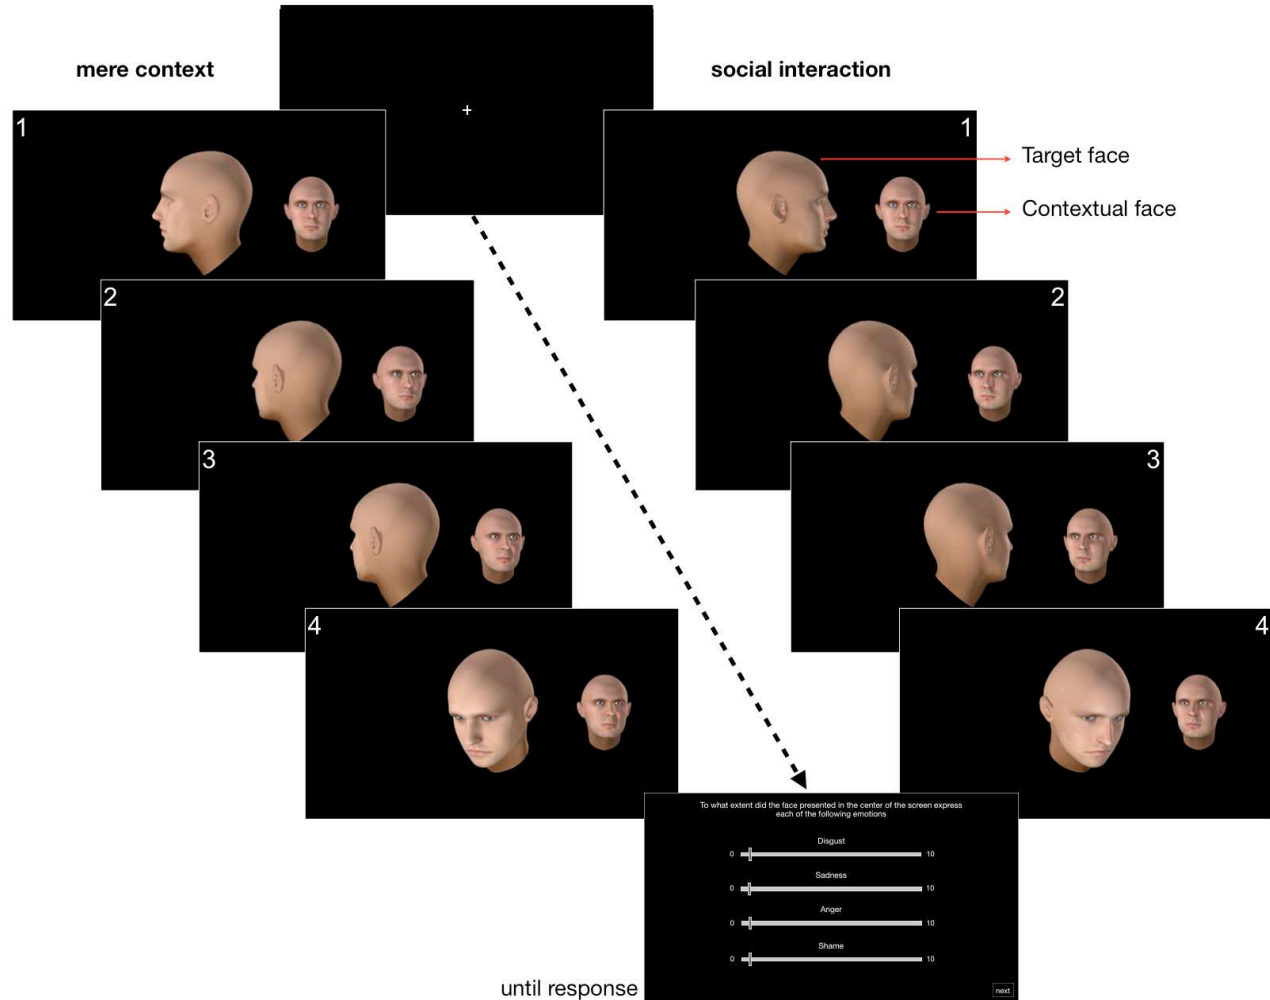 mere context
social interaction
+
1
1
Target face
Contextual face
2
2
3
3
4
4
To what extent did the face presented in the center of the screen express
each of the following emotions
Disgust
0 10
Sadness
0 10
Anger
0 10
Shame
0 10
until response
next